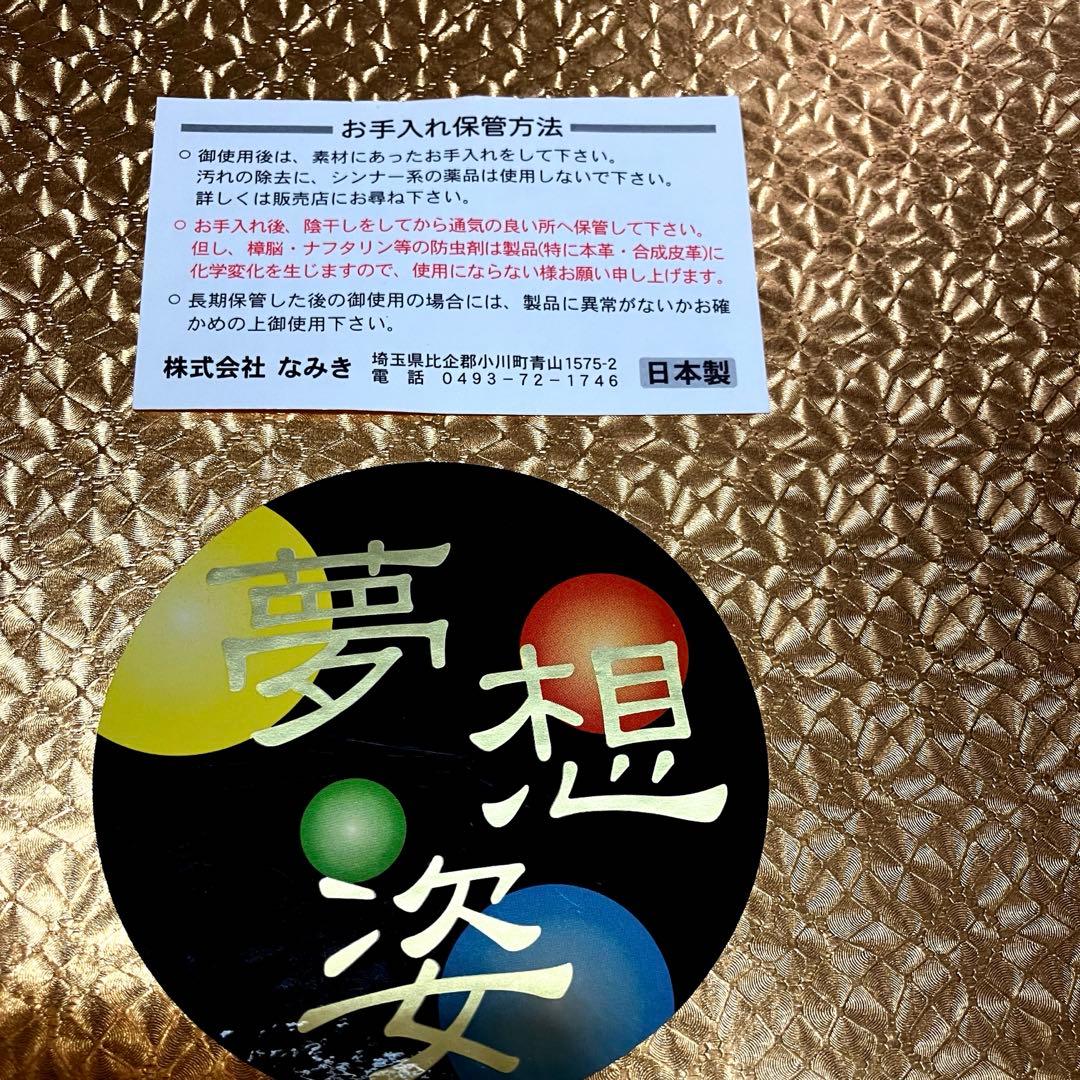 お手入れ保管方法
○ 御使用後は、素材にあったお手入れをして下さい。
汚れの除去に、シンナー系の薬品は使用しないで下さい。
詳しくは販売店にお尋ね下さい。
○ お手入れ後、陰干しをしてから通気の良い所へ保管して下さい。
但し、樟脳・ナフタリン等の防虫剤は製品(特に本革・合成皮革)に
化学変化を生じますので、使用にならない様お願い申し上げます。
○ 長期保管した後の御使用の場合には、製品に異常がないかお確
かめの上御使用下さい。
株式会社 なみき
埼玉県比企郡小川町青山1575-2
電 話 0493-72-1746
日本製
夢
想
姿